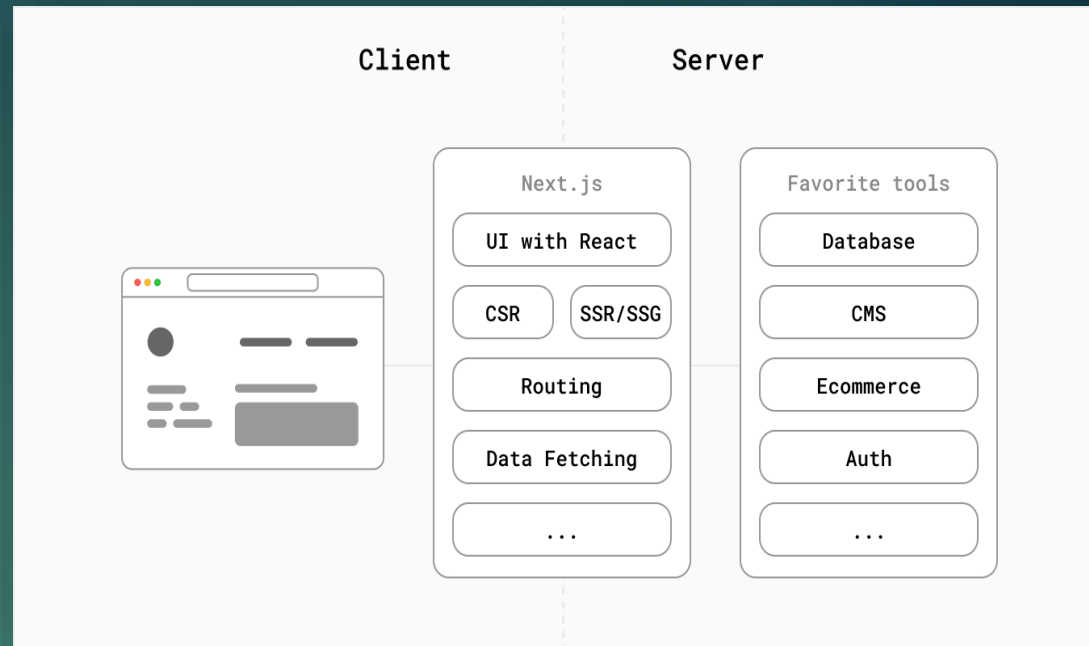 Client
Server
Next.js
UI with React
CSR
SSR/SSG
Routing
Data Fetching
...
Favorite tools
Database
CMS
Ecommerce
Auth
...